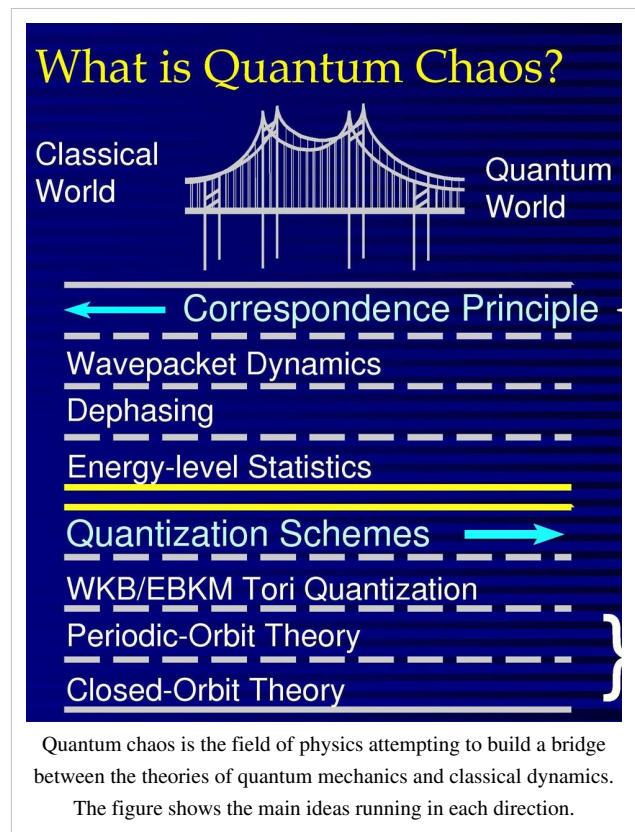 What is Quantum Chaos?
Classical
World
Quantum
World
Correspondence Principle
Wavepacket Dynamics
Dephasing
Energy-level Statistics
Quantization Schemes
WKB/EBKM Tori Quantization
Periodic-Orbit Theory
Closed-Orbit Theory
Quantum chaos is the field of physics attempting to build a bridge
between the theories of quantum mechanics and classical dynamics.
The figure shows the main ideas running in each direction.